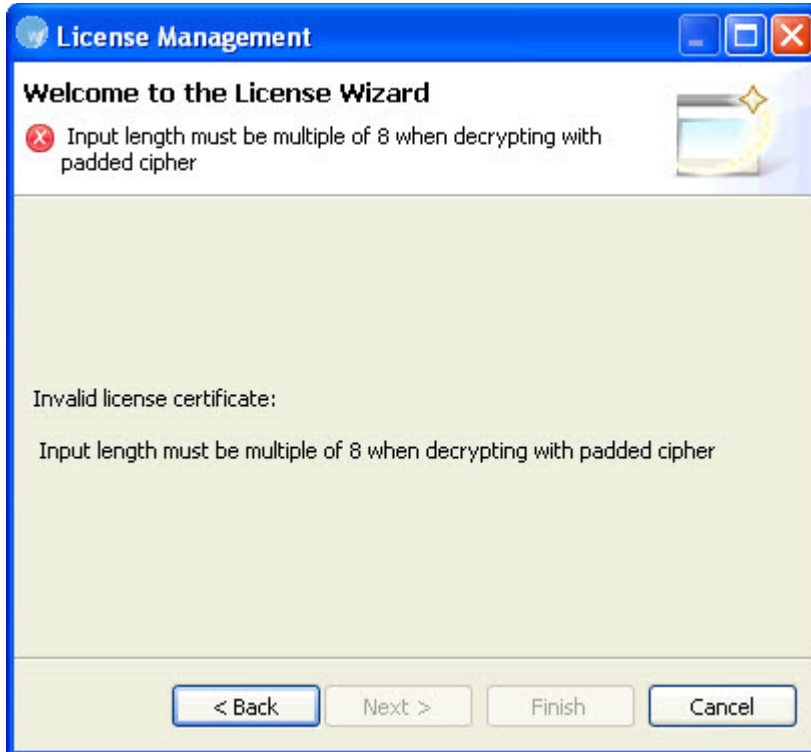 License Management
Welcome to the License Wizard
Input length must be multiple of 8 when decrypting with
padded cipher
Invalid license certificate:
Input length must be multiple of 8 when decrypting with padded cipher
< Back
Next >
Finish
Cancel